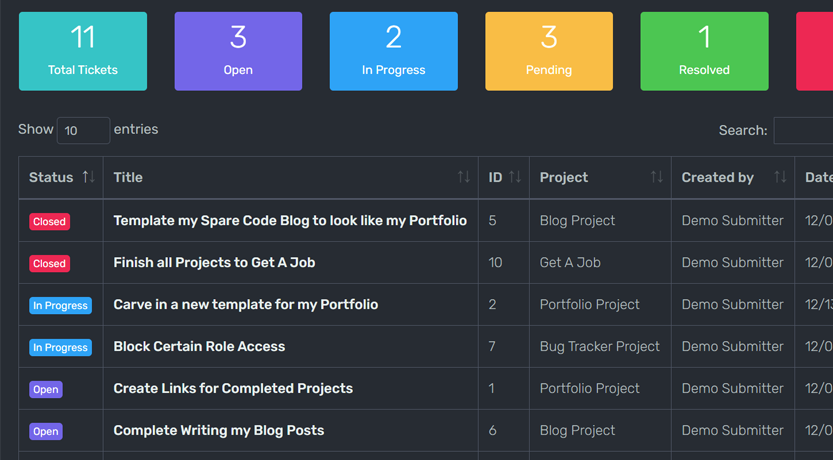 11 3 2 3 1
Total Tickets Open In Progress Pending Resolved
Show 10 entries Search:
Status Title ID Project Created by Date
Closed Template my Spare Code Blog to look like my Portfolio 5 Blog Project Demo Submitter 12/0
Closed Finish all Projects to Get A Job 10 Get A Job Demo Submitter 12/0
In Progress Carve in a new template for my Portfolio 2 Portfolio Project Demo Submitter 12/13
In Progress Block Certain Role Access 7 Bug Tracker Project Demo Submitter 12/0
Open Create Links for Completed Projects 1 Portfolio Project Demo Submitter 12/0
Open Complete Writing my Blog Posts 6 Blog Project Demo Submitter 12/0